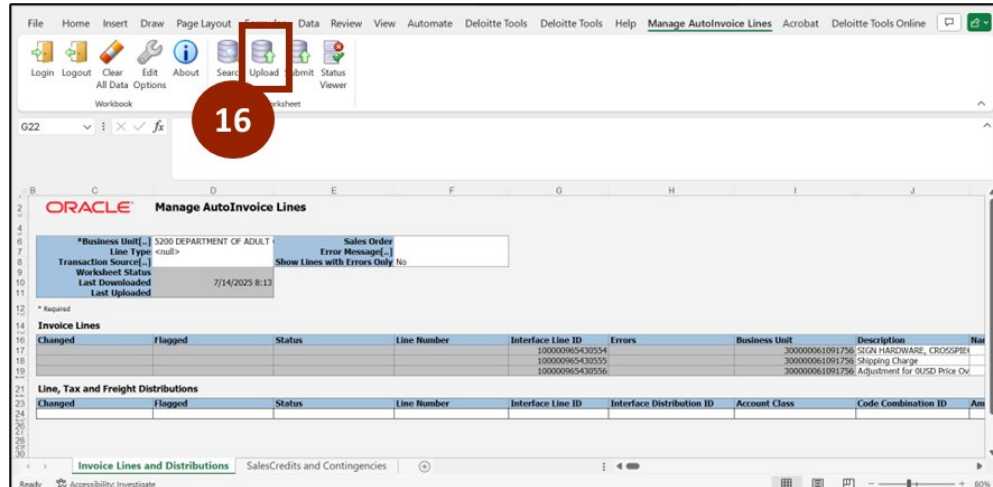 File Home Insert Draw Page Layout Data Review View Automate Deloitte Tools Deloitte Tools Help Manage AutoInvoice Lines Acrobat Deloitte Tools Online
Login Logout Clear All Data Edit Options About Upload Status Viewer
Workbook
16
G22 fx
B C D E F G H I J
ORACLE Manage AutoInvoice Lines
*Business Unit[..] 5200 DEPARTMENT OF ADULT Sales Order
Line Type <null> Error Message[..]
Transaction Source[..] Show Lines with Errors Only No
Worksheet Status
Last Downloaded 7/14/2025 8:13
Last Uploaded
* Required
Invoice Lines
Changed Flagged Status Line Number Interface Line ID Errors Business Unit Description
100000965430554 300000061091756 SIGN HARDWARE,
100000965430555 300000061091756 Shipping Charge
100000965430556 300000061091756 Adjustment for 0USD Price
Line, Tax and Freight Distributions
Changed Flagged Status Line Number Interface Line ID Interface Distribution ID Account Class Code Combination ID
Invoice Lines and Distributions SalesCredits and Contingencies
Ready Accessibility: Investigate 80%